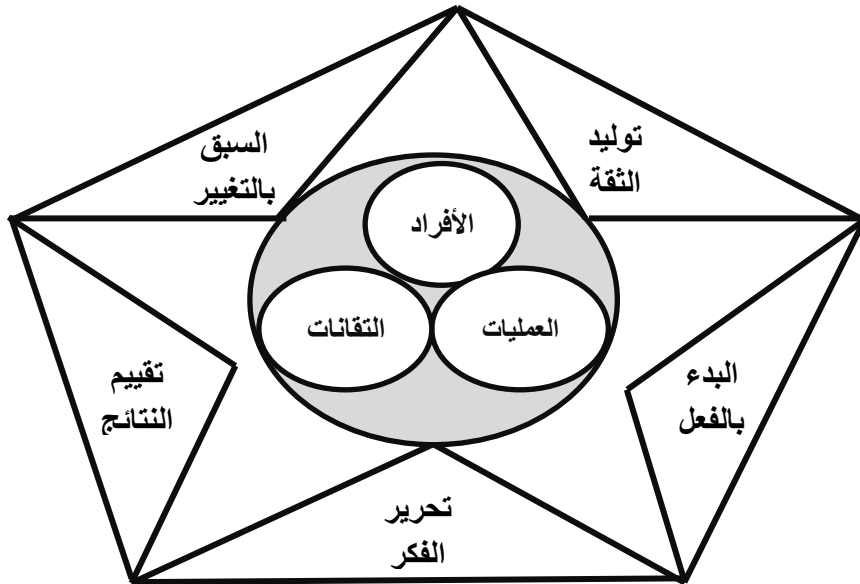 توليد
الثقة
السبق
بالتغيير
الأفراد
العمليات
التقانات
البدء
بالفعل
تقييم
النتائج
تحرير
الفكر